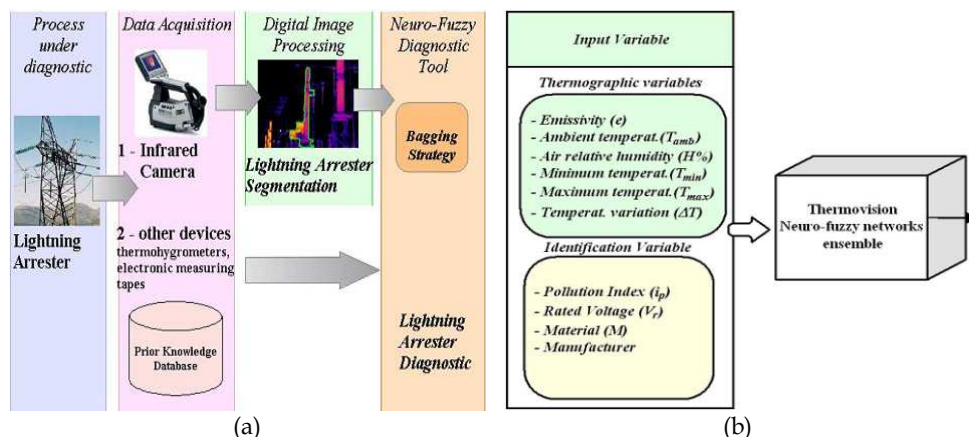 Process
under
diagnostic
Lightning
Arrester
Data Acquisition
1 - Infrared
Camera
2 - other devices
thermohygrometers,
electronic measuring
tapes
Prior Knowledge
Database
Digital Image
Processing
Lightning Arrester
Segmentation
Neuro-Fuzzy
Diagnostic
Tool
Bagging
Strategy
Lightning
Arrester
Diagnostic
(a)
Input Variable
Thermographic variables
- Emissivity (e)
- Ambient temperat.(Tamb)
- Air relative humidity (H%)
- Minimum temperat.(Tmin)
- Maximum temperat.(Tmax)
- Temperat. variation (ΔT)
Identification Variable
- Pollution Index (ip)
- Rated Voltage (Vr)
- Material (M)
- Manufacturer
Thermovision
Neuro-fuzzy networks
ensemble
(b)